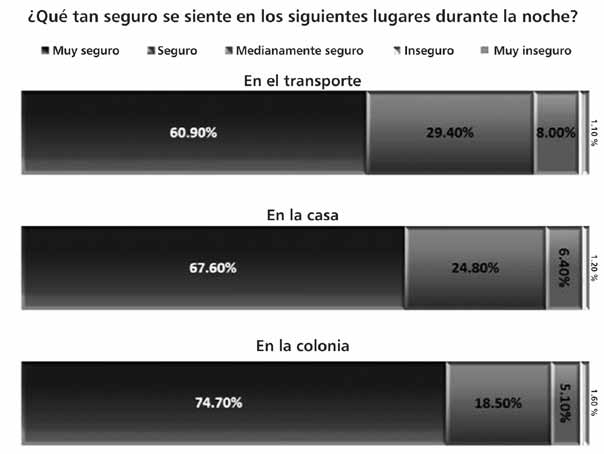 ¿Qué tan seguro se siente en los siguientes lugares durante la noche?
Muy seguro Seguro Medianamente seguro Inseguro Muy inseguro
En el transporte
60.90% 29.40% 8.00% 1.10 %
En la casa
67.60% 24.80% 6.40% 1.20 %
En la colonia
74.70% 18.50% 5.10% 1.60 %